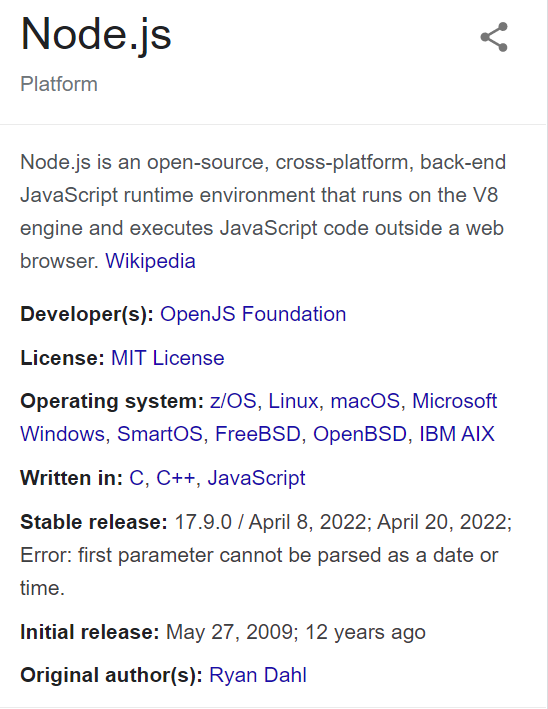 Node.js
Platform
Node.js is an open-source, cross-platform, back-end
JavaScript runtime environment that runs on the V8
engine and executes JavaScript code outside a web
browser. Wikipedia
Developer(s): OpenJS Foundation
License: MIT License
Operating system: z/OS, Linux, macOS, Microsoft
Windows, SmartOS, FreeBSD, OpenBSD, IBM AIX
Written in: C, C++, JavaScript
Stable release: 17.9.0 / April 8, 2022; April 20, 2022;
Error: first parameter cannot be parsed as a date or
time.
Initial release: May 27, 2009; 12 years ago
Original author(s): Ryan Dahl